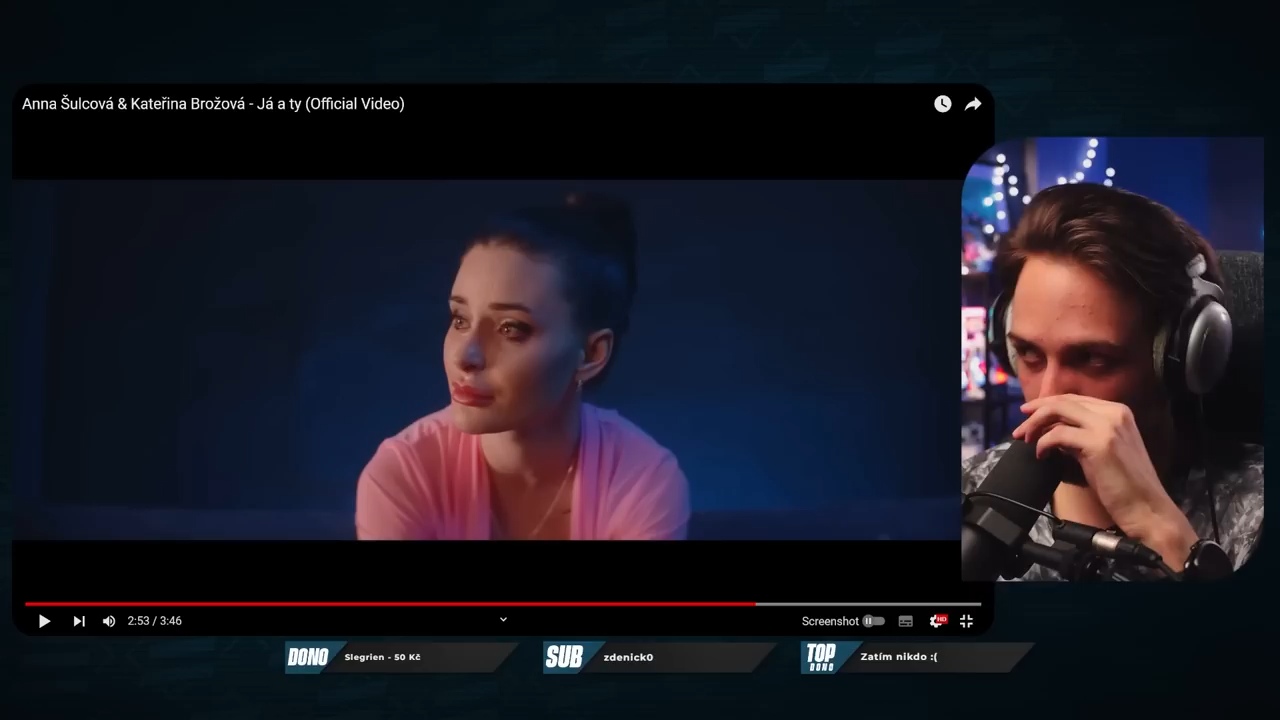 Anna Šulcová & Kateřina Brožová - Já a ty (Official Video)
2:53 / 3:46
Screenshot
HD
DONO
Slegrien - 50 Kč
SUB
zdenick0
TOP
DONO
Zatím nikdo :(